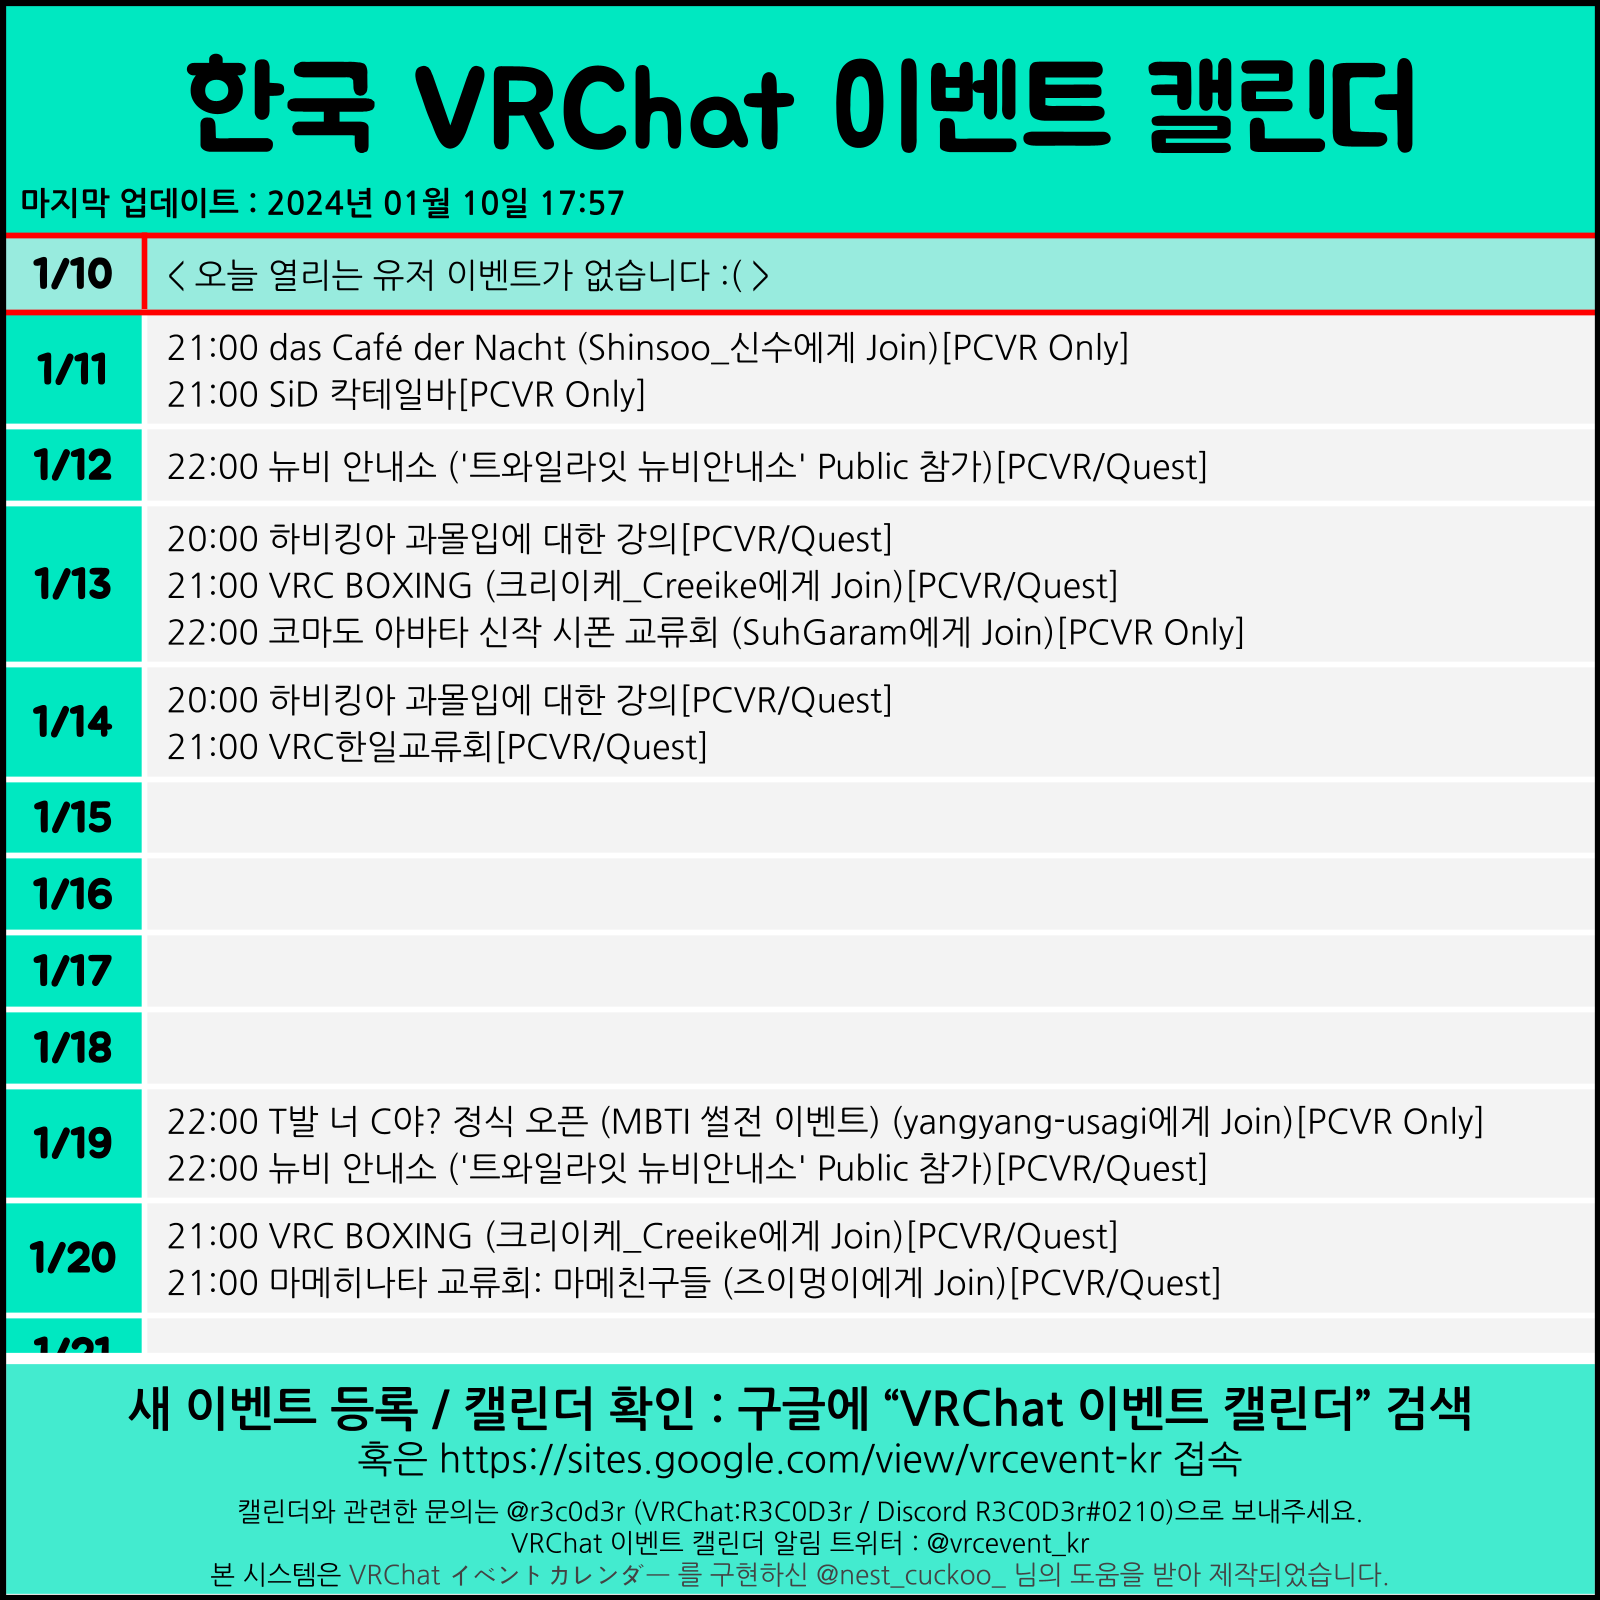 한국 VRChat 이벤트 캘린더
마지막 업데이트 : 2024년 01월 10일 17:57
1/10
< 오늘 열리는 유저 이벤트가 없습니다 :( >
1/11
21:00 das Café der Nacht (Shinsoo_신수에게 Join)[PCVR Only]
21:00 SiD 칵테일바[PCVR Only]
1/12
22:00 뉴비 안내소 ('트와일라잇 뉴비안내소' Public 참가)[PCVR/Quest]
1/13
20:00 하비킹아 과몰입에 대한 강의[PCVR/Quest]
21:00 VRC BOXING (크리이케_Creeike에게 Join)[PCVR/Quest]
22:00 코마도 아바타 신작 시폰 교류회 (SuhGaram에게 Join)[PCVR Only]
1/14
20:00 하비킹아 과몰입에 대한 강의[PCVR/Quest]
21:00 VRC한일교류회[PCVR/Quest]
1/15
1/16
1/17
1/18
1/19
22:00 T발 너 C야? 정식 오픈 (MBTI 썰전 이벤트) (yangyang-usagi에게 Join)[PCVR Only]
22:00 뉴비 안내소 ('트와일라잇 뉴비안내소' Public 참가)[PCVR/Quest]
1/20
21:00 VRC BOXING (크리이케_Creeike에게 Join)[PCVR/Quest]
21:00 마메히나타 교류회: 마메친구들 (즈이멍이에게 Join)[PCVR/Quest]
1/21
새 이벤트 등록 / 캘린더 확인 : 구글에 “VRChat 이벤트 캘린더” 검색
혹은 https://sites.google.com/view/vrcevent-kr 접속
캘린더와 관련한 문의는 @r3c0d3r (VRChat:R3C0D3r / Discord R3C0D3r#0210)으로 보내주세요.
VRChat 이벤트 캘린더 알림 트위터 : @vrcevent_kr
본 시스템은 VRChat イベントカレンダー 를 구현하신 @nest_cuckoo_ 님의 도움을 받아 제작되었습니다.